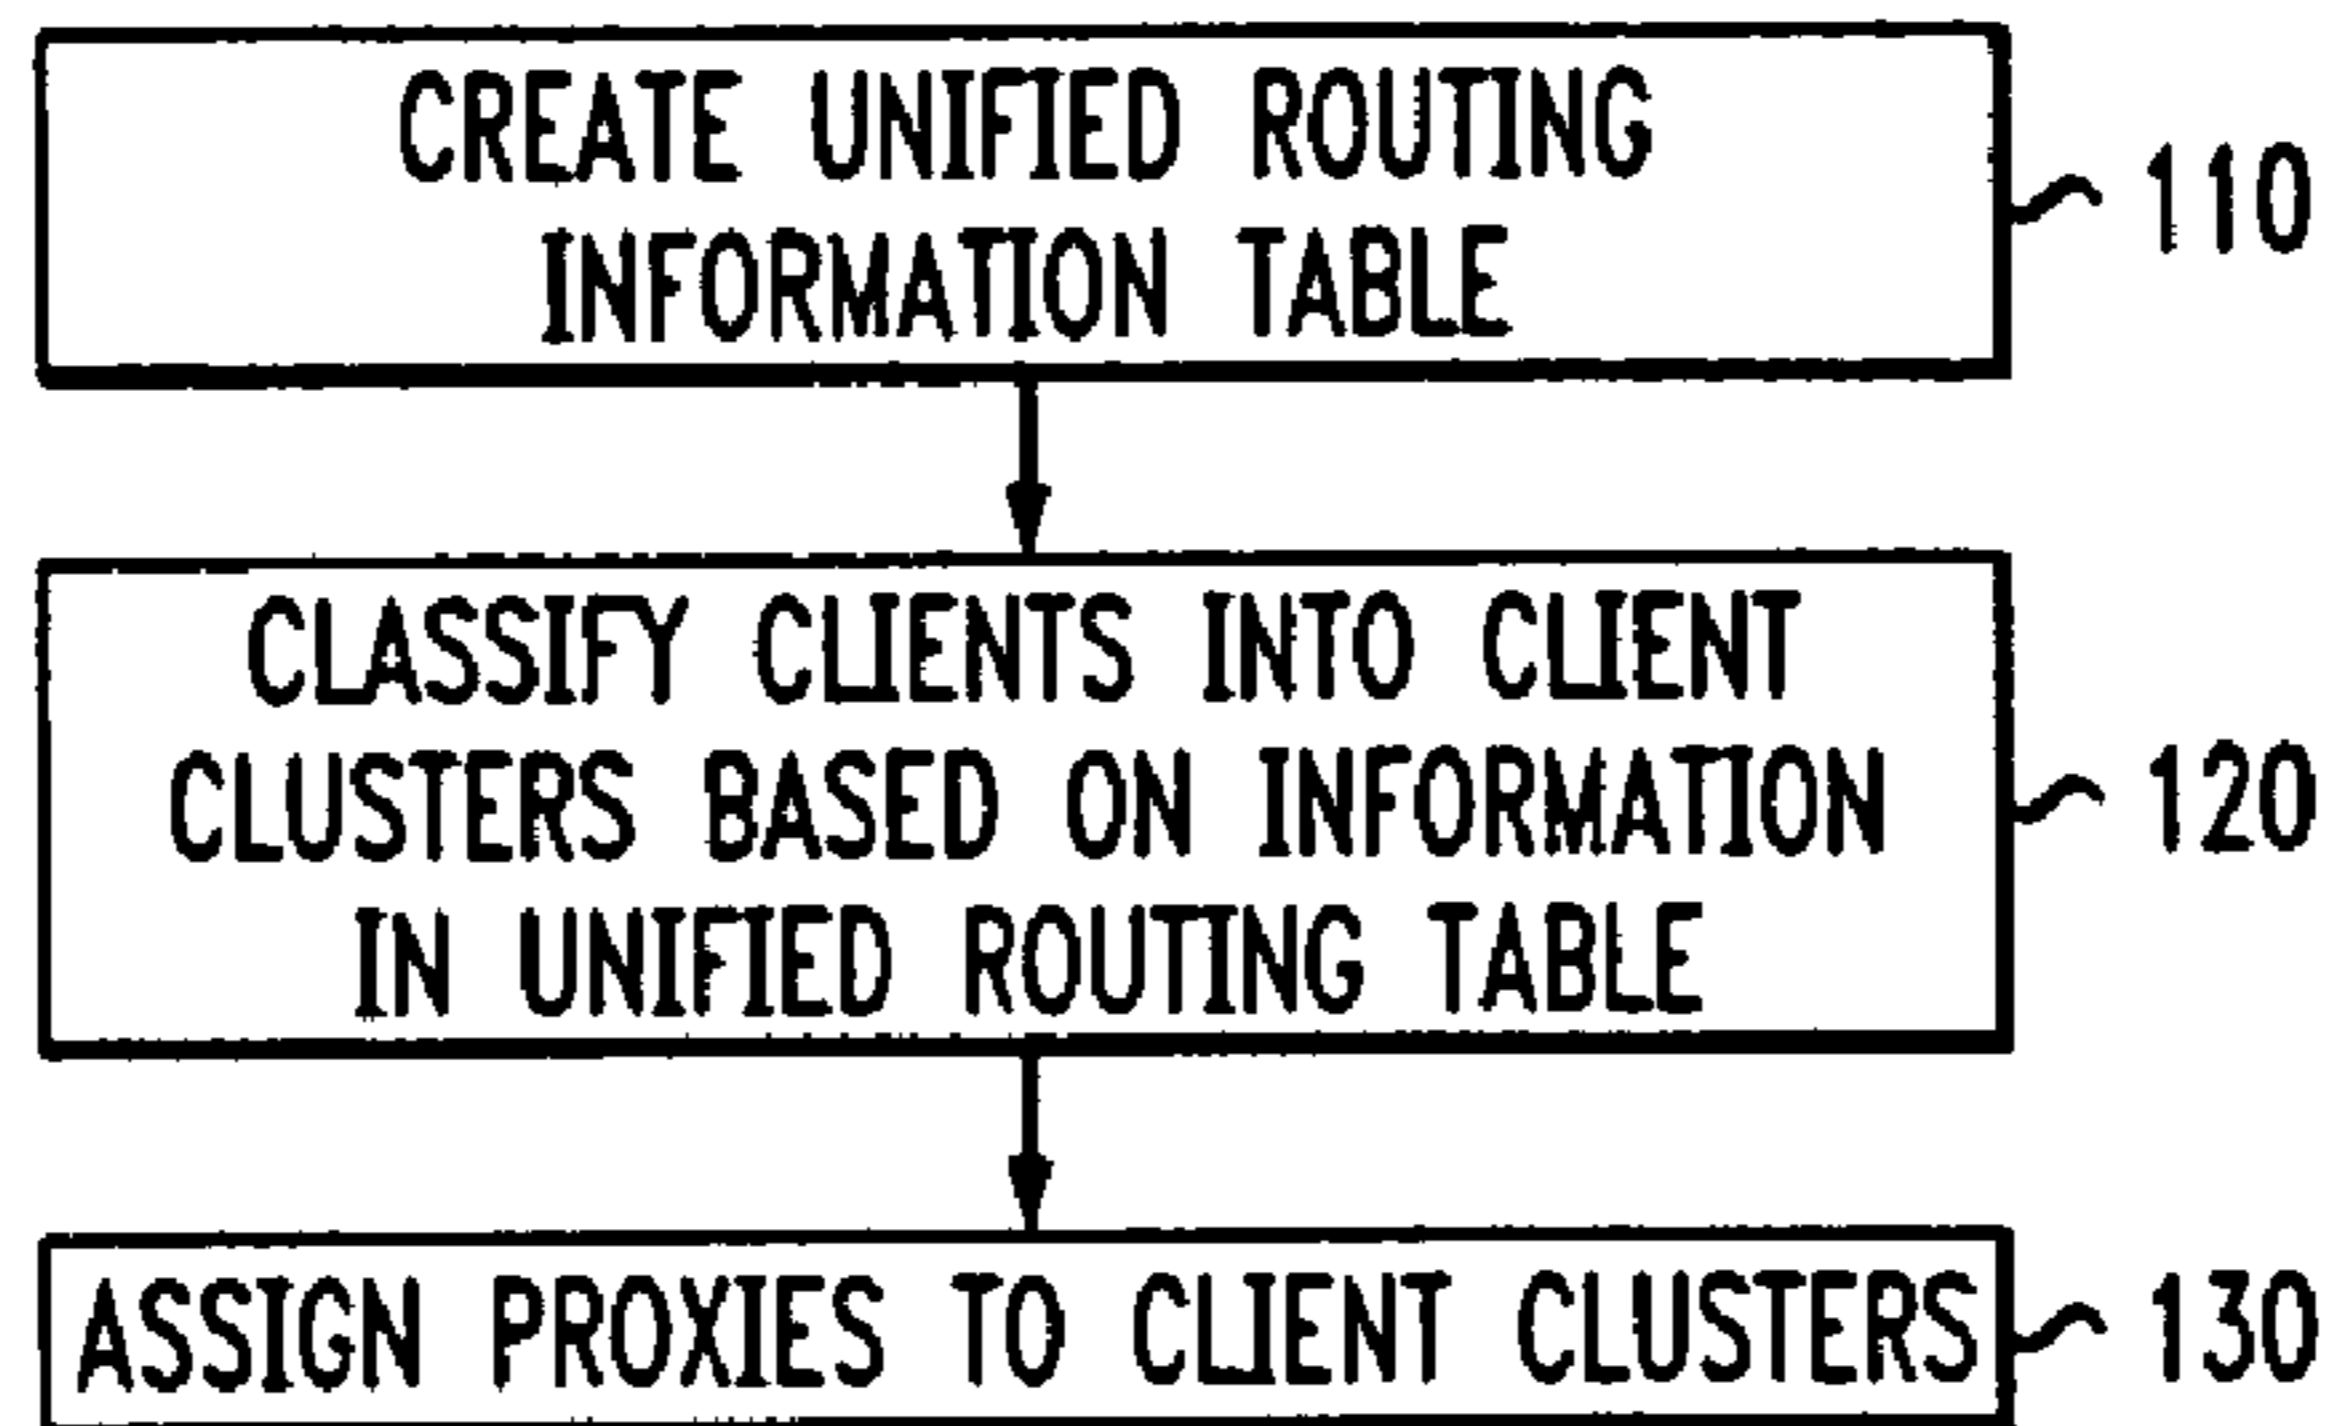 CREATE UNIFIED ROUTING
INFORMATION TABLE
110
CLASSIFY CLIENTS INTO CLIENT
CLUSTERS BASED ON INFORMATION
IN UNIFIED ROUTING TABLE
120
ASSIGN PROXIES TO CLIENT CLUSTERS
130